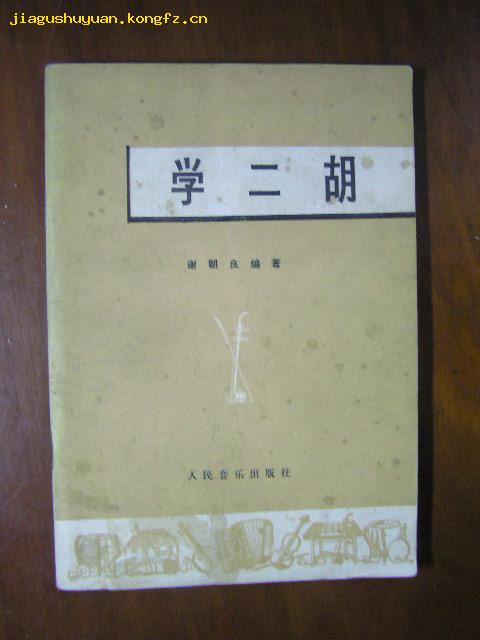 jiagushuyuan.kongfz.cn
学二胡
谢朝良编著
人民音乐出版社